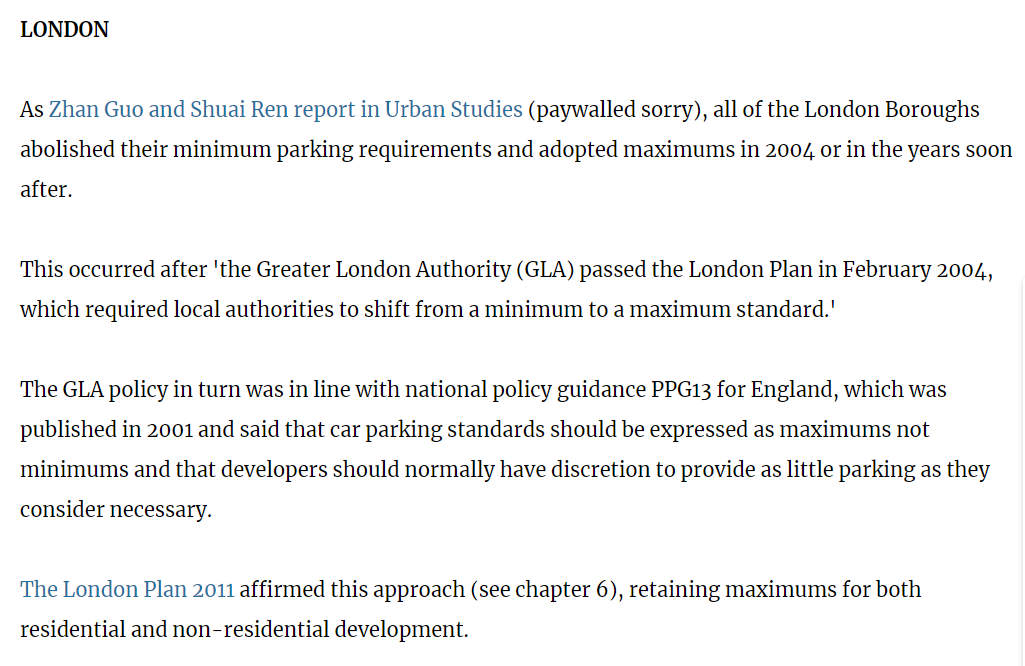 LONDON
As Zhan Guo and Shuai Ren report in Urban Studies (paywalled sorry), all of the London Boroughs
abolished their minimum parking requirements and adopted maximums in 2004 or in the years soon
after.
This occurred after 'the Greater London Authority (GLA) passed the London Plan in February 2004,
which required local authorities to shift from a minimum to a maximum standard.'
The GLA policy in turn was in line with national policy guidance PPG13 for England, which was
published in 2001 and said that car parking standards should be expressed as maximums not
minimums and that developers should normally have discretion to provide as little parking as they
consider necessary.
The London Plan 2011 affirmed this approach (see chapter 6), retaining maximums for both
residential and non-residential development.